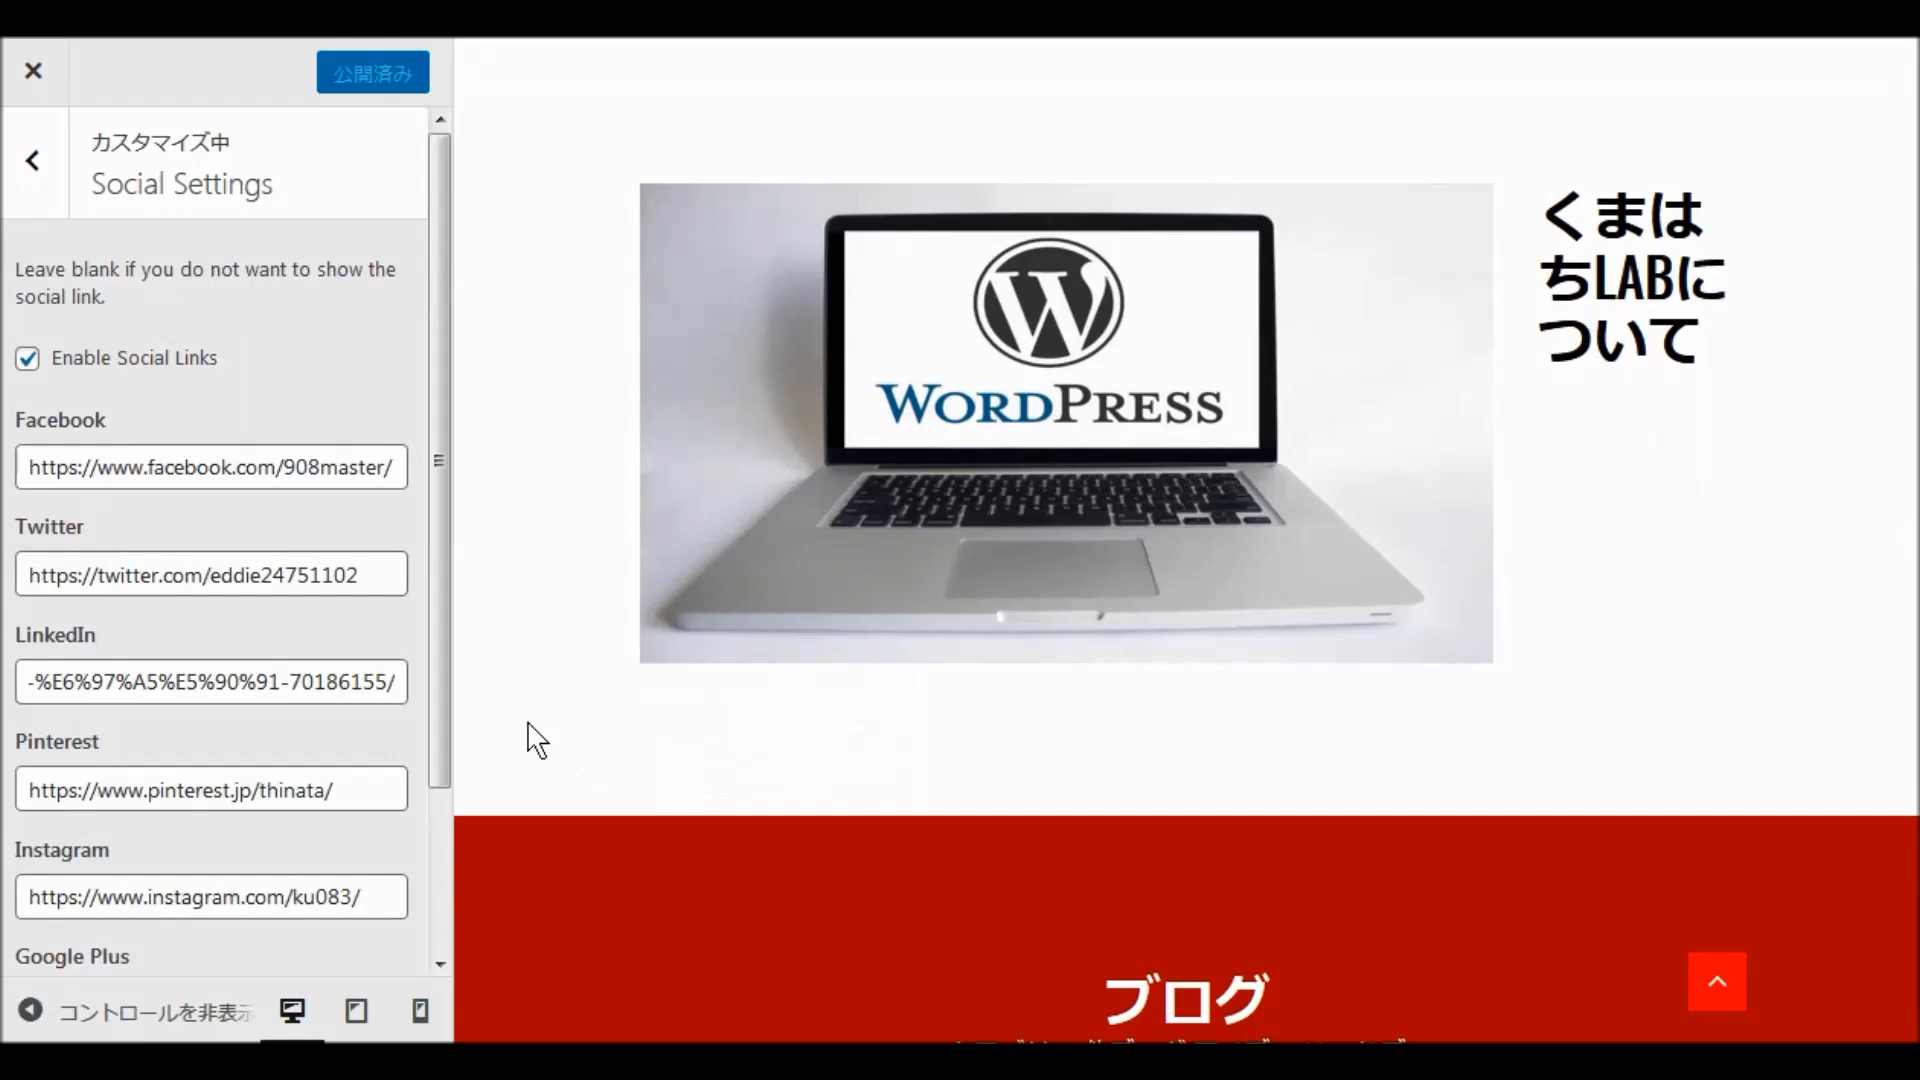 公開済み
カスタマイズ中
Social Settings
Leave blank if you do not want to show the
social link.
Enable Social Links
Facebook
https://www.facebook.com/908master/
Twitter
https://twitter.com/eddie24751102
LinkedIn
-%E6%97%A5%E5%90%91-70186155/
Pinterest
https://www.pinterest.jp/thinata/
Instagram
https://www.instagram.com/ku083/
Google Plus
コントロールを非表示
W
WORDPRESS
くまは
ちLABに
ついて
ブログ